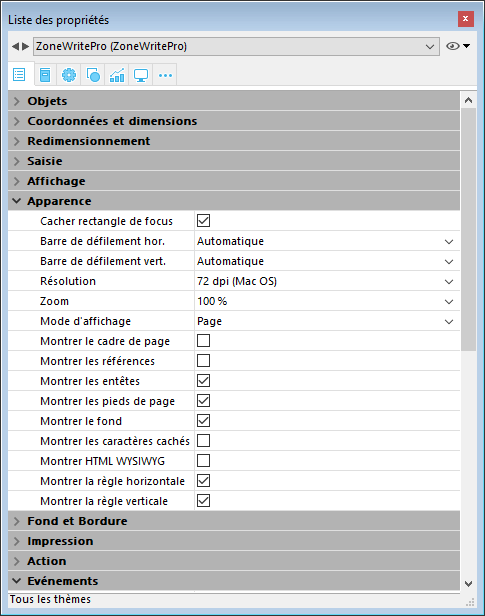 Liste des propriétés
ZoneWritePro (ZoneWritePro)
Objets
Coordonnées et dimensions
Redimensionnement
Saisie
Affichage
Apparence
Cacher rectangle de focus
Barre de défilement hor. Automatique
Barre de défilement vert. Automatique
Résolution 72 dpi (Mac OS)
Zoom 100 %
Mode d'affichage Page
Montrer le cadre de page
Montrer les références
Montrer les entêtes
Montrer les pieds de page
Montrer le fond
Montrer les caractères cachés
Montrer HTML WYSIWYG
Montrer la règle horizontale
Montrer la règle verticale
Fond et Bordure
Impression
Action
Evénements
Tous les thèmes